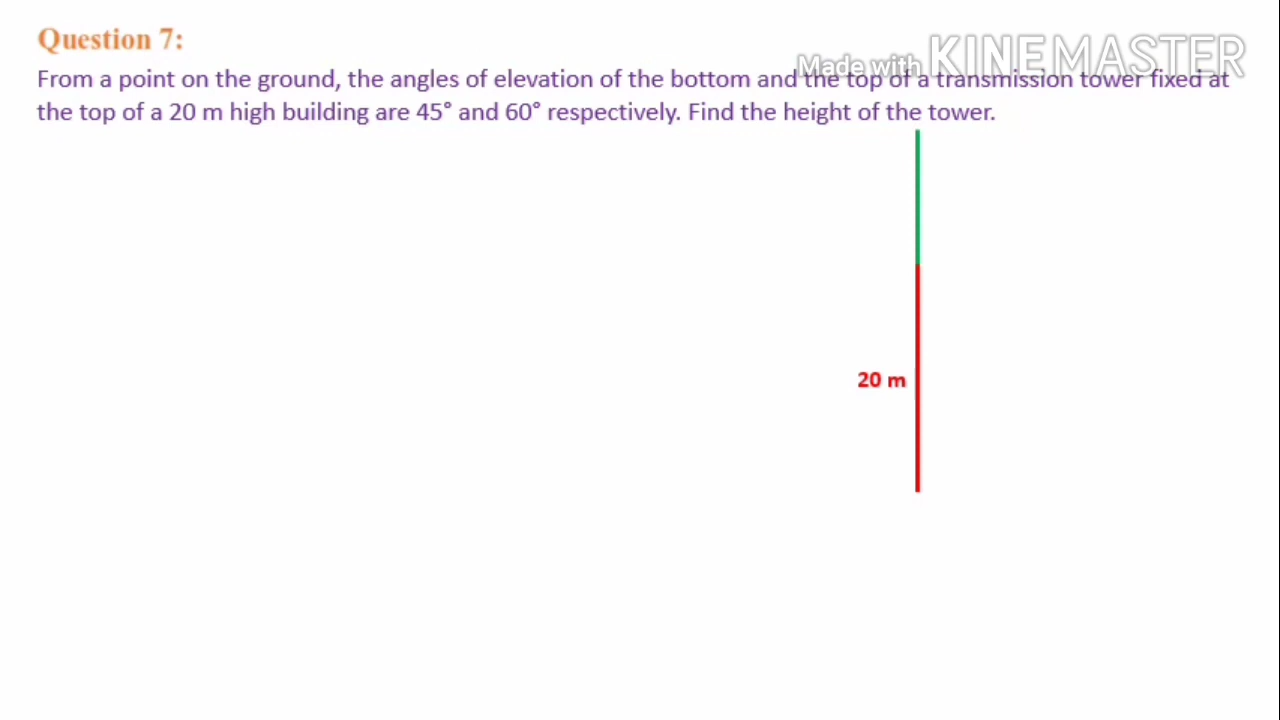 Question 7:
Made with KINEMASTER
From a point on the ground, the angles of elevation of the bottom and the top of a transmission tower fixed at
the top of a 20 m high building are 45° and 60° respectively. Find the height of the tower.
20 m